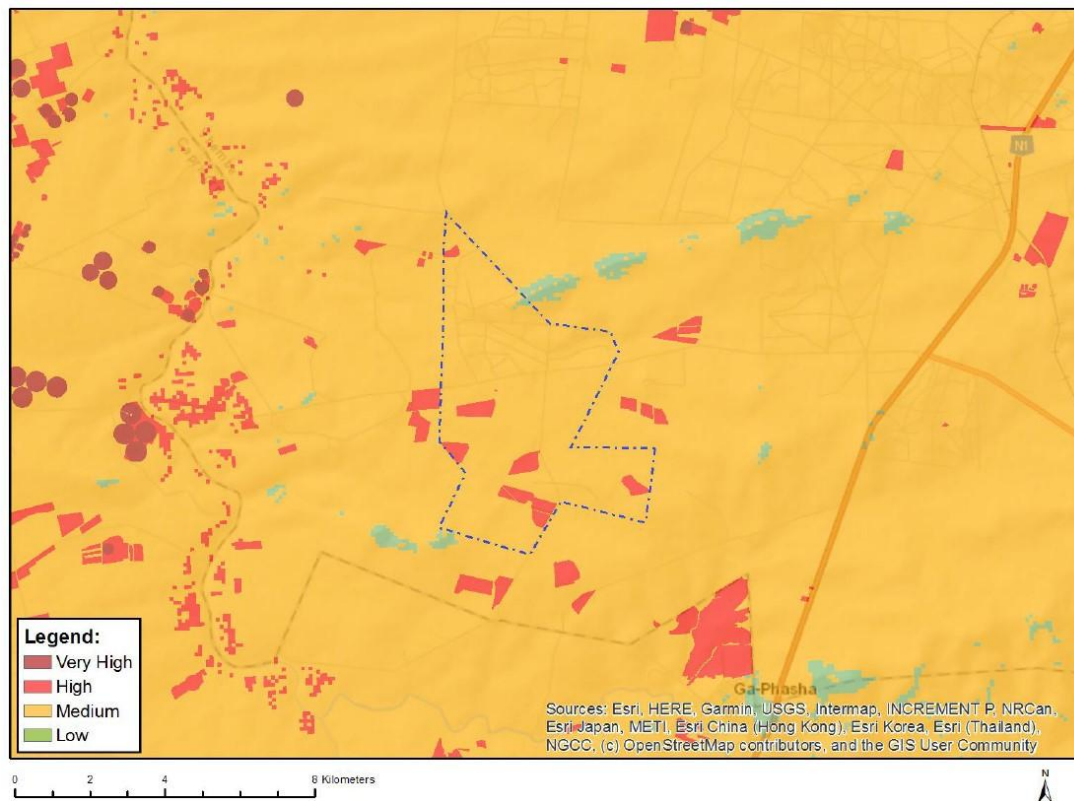 N1
Legend:
Very High
High
Medium
Low
Ga-Phasha
Sources: Esri, HERE, Garmin, USGS, Intermap, INCREMENT P, NRCan,
Esri Japan, METI, Esri China (Hong Kong), Esri Korea, Esri (Thailand),
NGCC, (c) OpenStreetMap contributors, and the GIS User Community
0 2 4 8 Kilometers
N